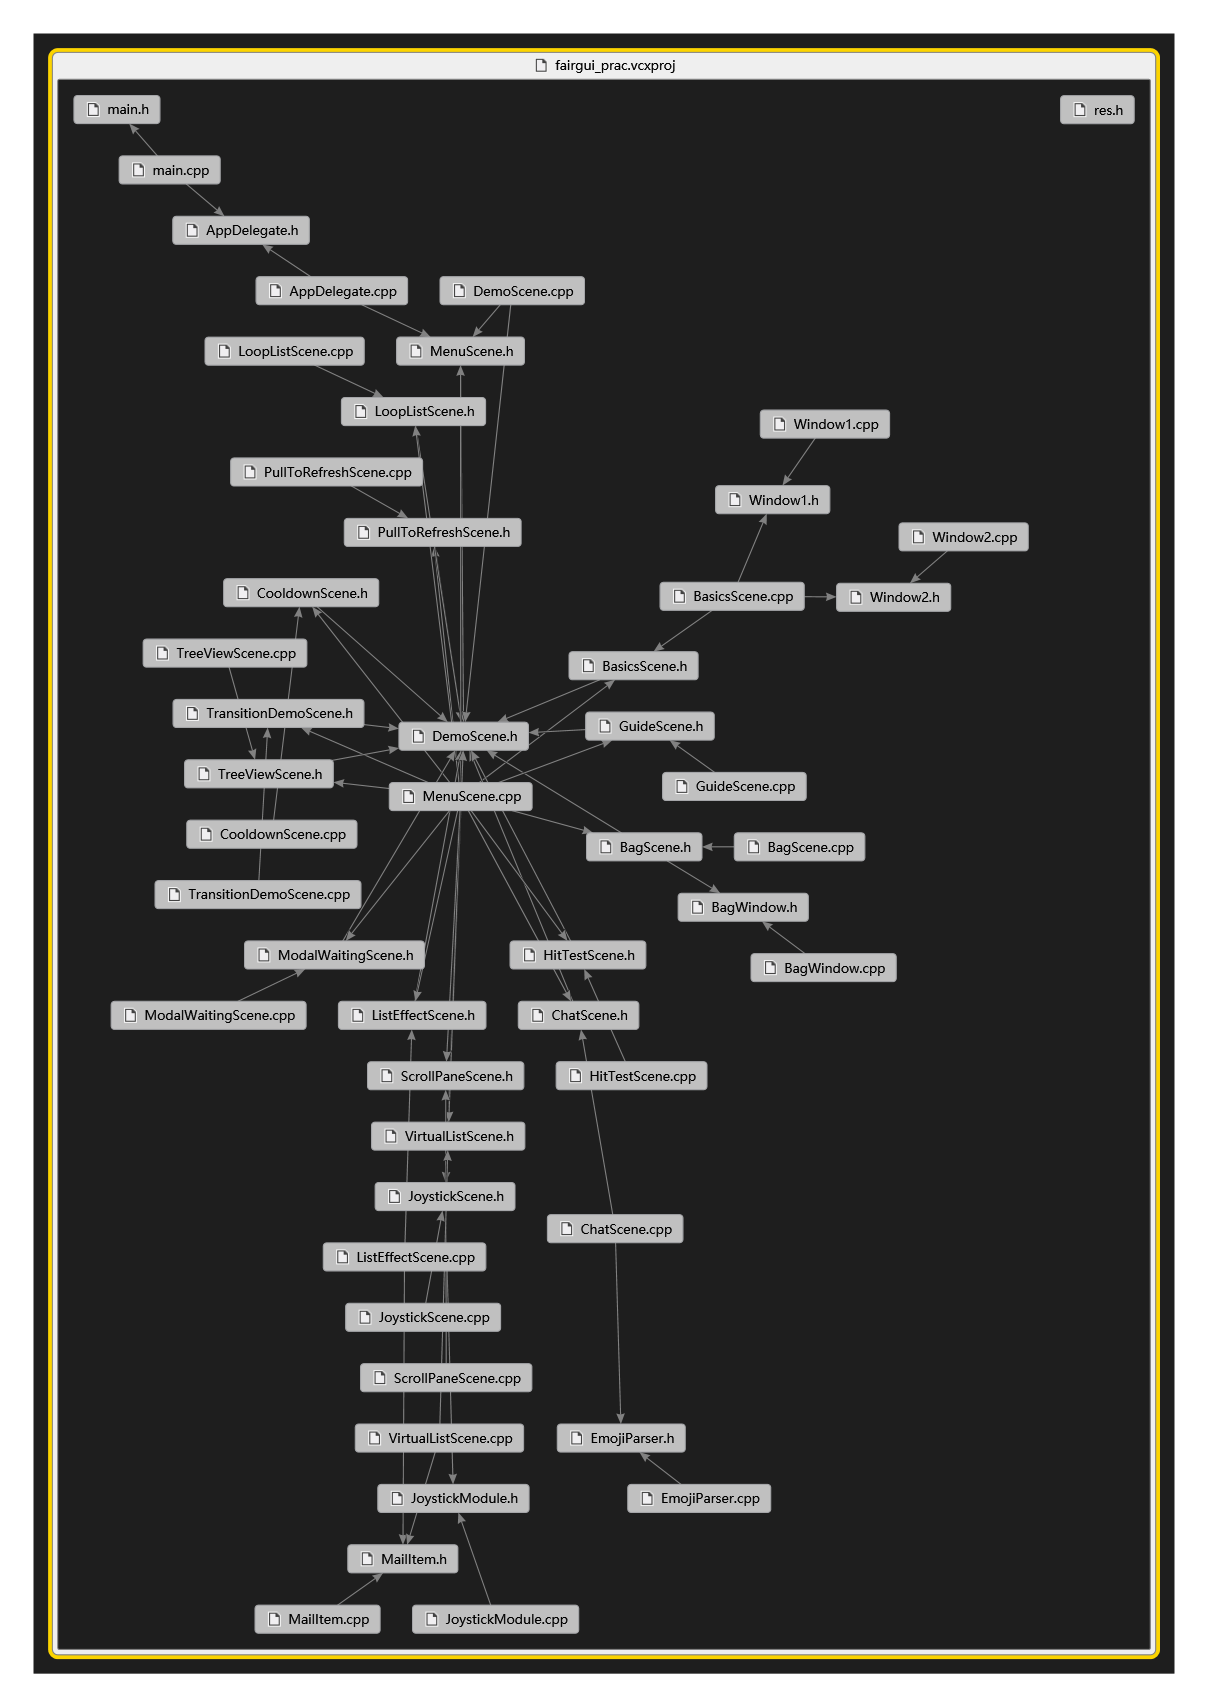 fairgui_prac.vcxproj
main.h
res.h
main.cpp
AppDelegate.h
AppDelegate.cpp
DemoScene.cpp
LoopListScene.cpp
MenuScene.h
LoopListScene.h
Window1.cpp
PullToRefreshScene.cpp
Window1.h
PullToRefreshScene.h
Window2.cpp
CooldownScene.h
BasicsScene.cpp
Window2.h
TreeViewScene.cpp
BasicsScene.h
TransitionDemoScene.h
GuideScene.h
DemoScene.h
TreeViewScene.h
GuideScene.cpp
MenuScene.cpp
CooldownScene.cpp
BagScene.h
BagScene.cpp
TransitionDemoScene.cpp
BagWindow.h
ModalWaitingScene.h
HitTestScene.h
BagWindow.cpp
ModalWaitingScene.cpp
ListEffectScene.h
ChatScene.h
ScrollPaneScene.h
HitTestScene.cpp
VirtualListScene.h
JoystickScene.h
ChatScene.cpp
ListEffectScene.cpp
JoystickScene.cpp
ScrollPaneScene.cpp
VirtualListScene.cpp
EmojiParser.h
JoystickModule.h
EmojiParser.cpp
MailItem.h
MailItem.cpp
JoystickModule.cpp